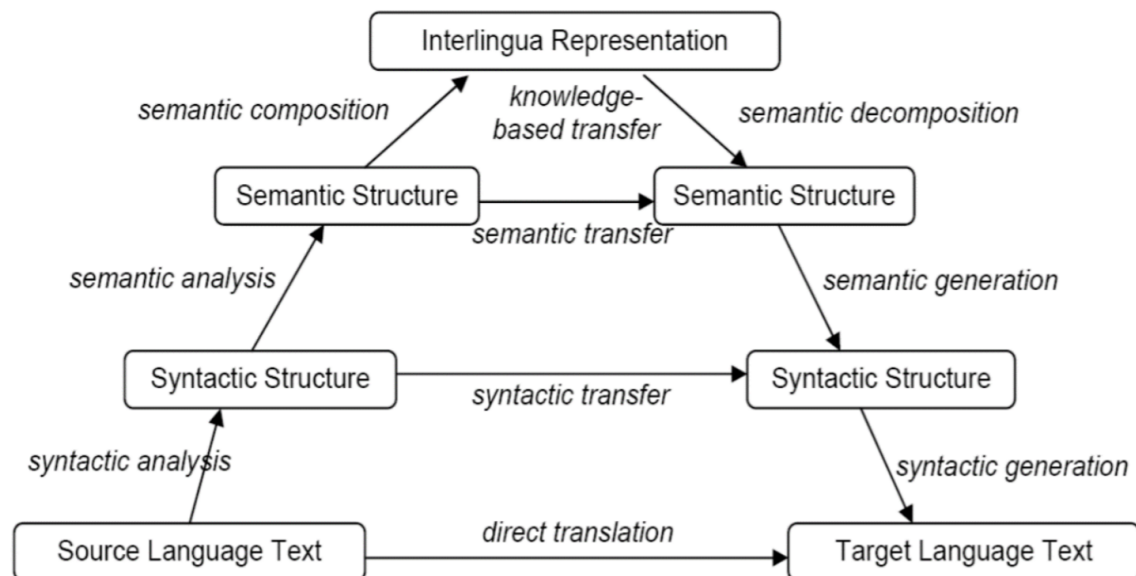 Interlingua Representation
semantic composition
knowledge-
based transfer
semantic decomposition
Semantic Structure
Semantic Structure
semantic transfer
semantic analysis
semantic generation
Syntactic Structure
Syntactic Structure
syntactic transfer
syntactic analysis
syntactic generation
direct translation
Source Language Text
Target Language Text